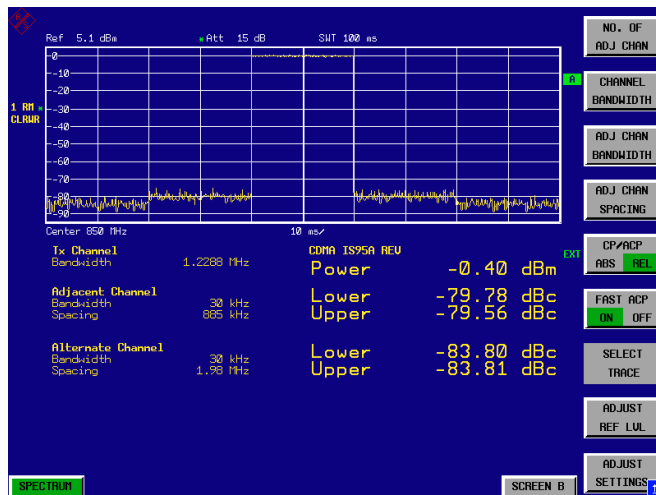 Ref 5.1 dBm *Att 15 dB SWT 100 ms
NO. OF
ADJ CHAN
0
-10
A
-20
CHANNEL
BANDWIDTH
1 RM *
CLRWR
-30
-40
-50
ADJ CHAN
BANDWIDTH
-60
-70
-80
-90
ADJ CHAN
SPACING
Center 850 MHz 10 ms/
Tx Channel CDMA IS95A REV
EXT
CP/ACP
ABS REL
Bandwidth 1.2288 MHz Power -0.40 dBm
Adjacent Channel
Bandwidth 30 kHz Lower -79.78 dBc
Spacing 885 kHz Upper -79.56 dBc
FAST ACP
ON OFF
Alternate Channel
Bandwidth 30 kHz Lower -83.80 dBc
Spacing 1.98 MHz Upper -83.81 dBc
SELECT
TRACE
ADJUST
REF LVL
ADJUST
SETTINGS
SPECTRUM SCREEN B